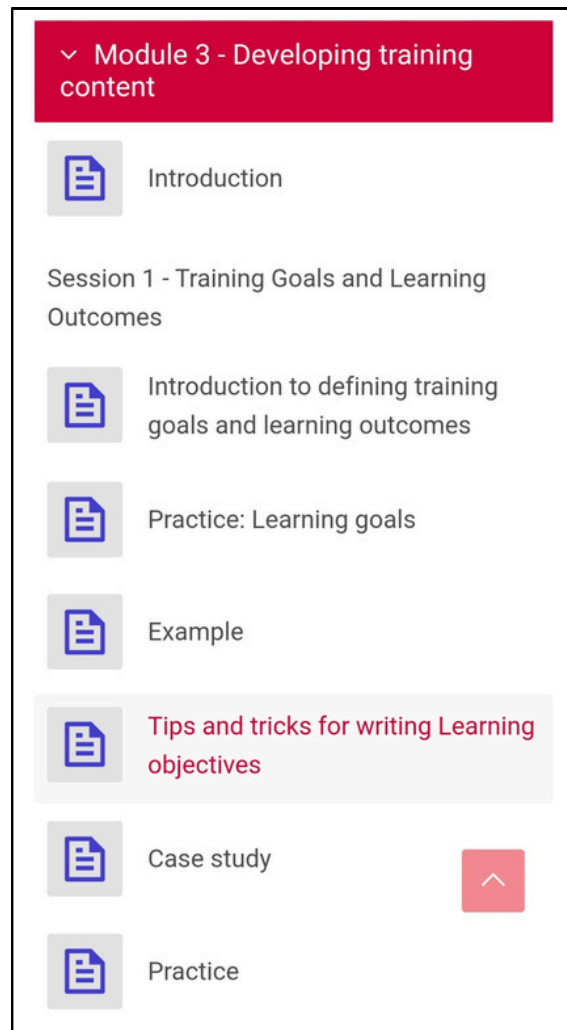 Module 3 - Developing training
content
Introduction
Session 1 - Training Goals and Learning
Outcomes
Introduction to defining training
goals and learning outcomes
Practice: Learning goals
Example
Tips and tricks for writing Learning
objectives
Case study
Practice